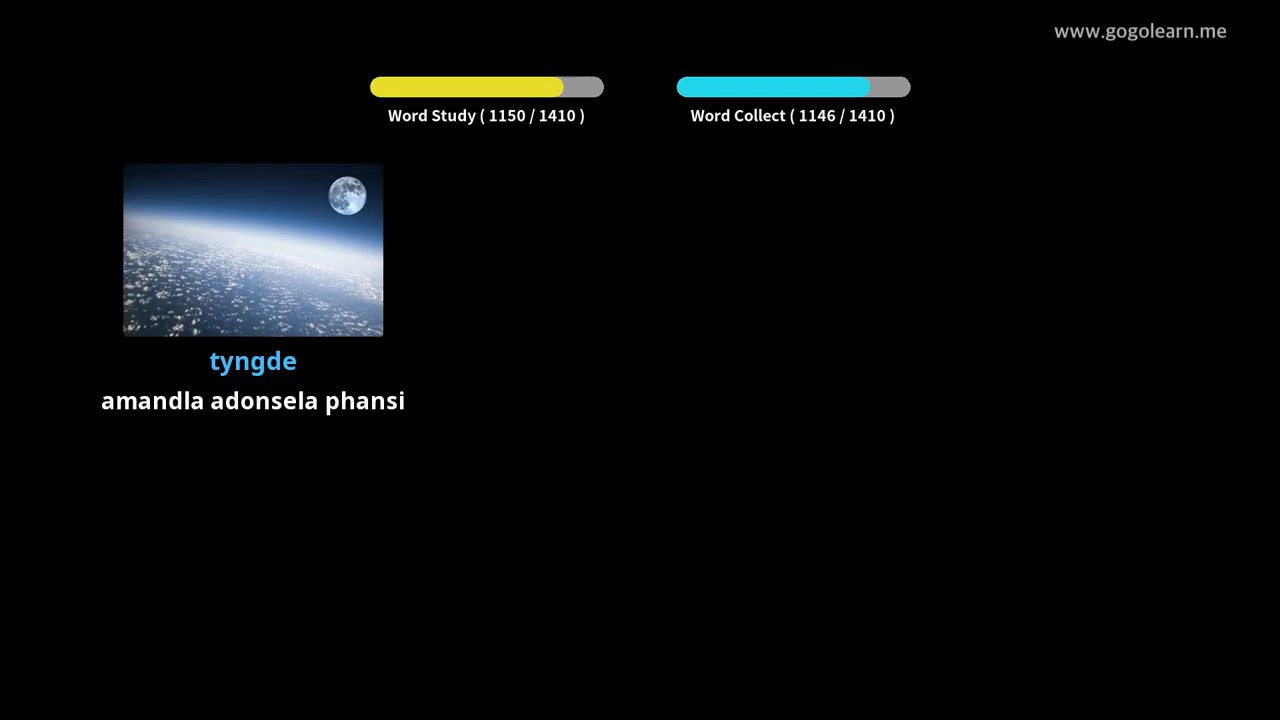 www.gogolearn.me
Word Study ( 1150 / 1410 )
Word Collect ( 1146 / 1410 )
tyngde
amandla adonsela phansi